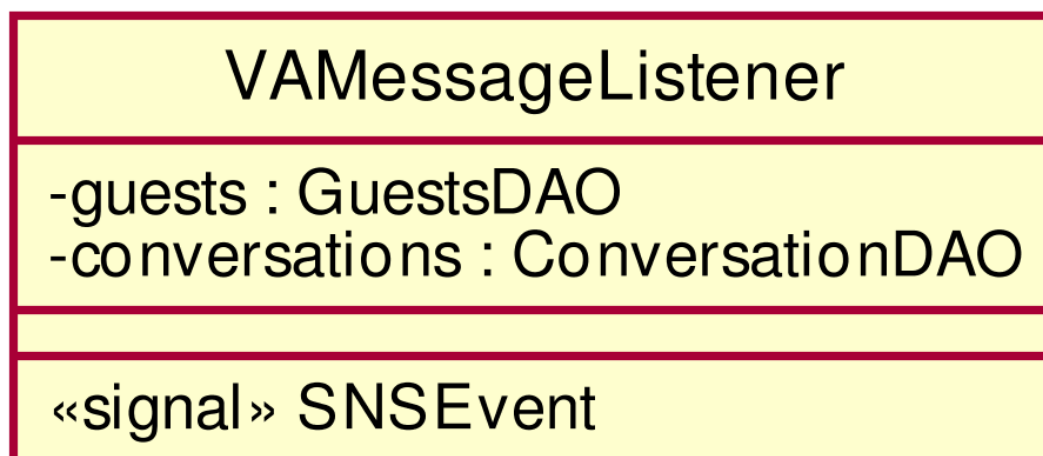 VAMessageListener
-guests : GuestsDAO
-conversations : ConversationDAO
«signal» SNSEvent